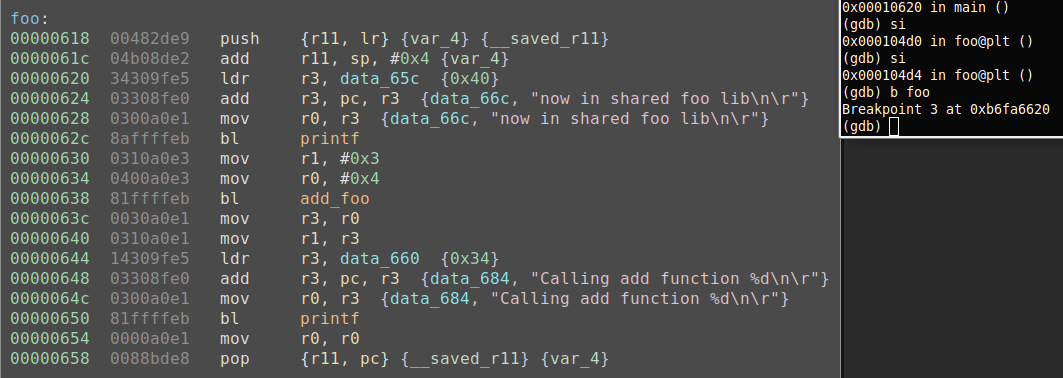 foo:
00000618  00482de9   push    {r11, lr} {var_4} {__saved_r11}
0000061c  04b08de2   add     r11, sp, #0x4 {var_4}
00000620  34309fe5   ldr     r3, data_65c  {0x40}
00000624  03308fe0   add     r3, pc, r3  {data_66c, "now in shared foo lib\n\r"}
00000628  0300a0e1   mov     r0, r3  {data_66c, "now in shared foo lib\n\r"}
0000062c  8affffeb   bl      printf
00000630  0310a0e3   mov     r1, #0x3
00000634  0400a0e3   mov     r0, #0x4
00000638  81ffffeb   bl      add_foo
0000063c  0030a0e1   mov     r3, r0
00000640  0310a0e1   mov     r1, r3
00000644  14309fe5   ldr     r3, data_660  {0x34}
00000648  03308fe0   add     r3, pc, r3  {data_684, "Calling add function %d\n\r"}
0000064c  0300a0e1   mov     r0, r3  {data_684, "Calling add function %d\n\r"}
00000650  81ffffeb   bl      printf
00000654  0000a0e1   mov     r0, r0
00000658  0088bde8   pop     {r11, pc} {__saved_r11} {var_4}
0x00010620 in main ()
(gdb) si
0x000104d0 in foo@plt ()
(gdb) si
0x000104d4 in foo@plt ()
(gdb) b foo
Breakpoint 3 at 0xb6fa6620
(gdb)